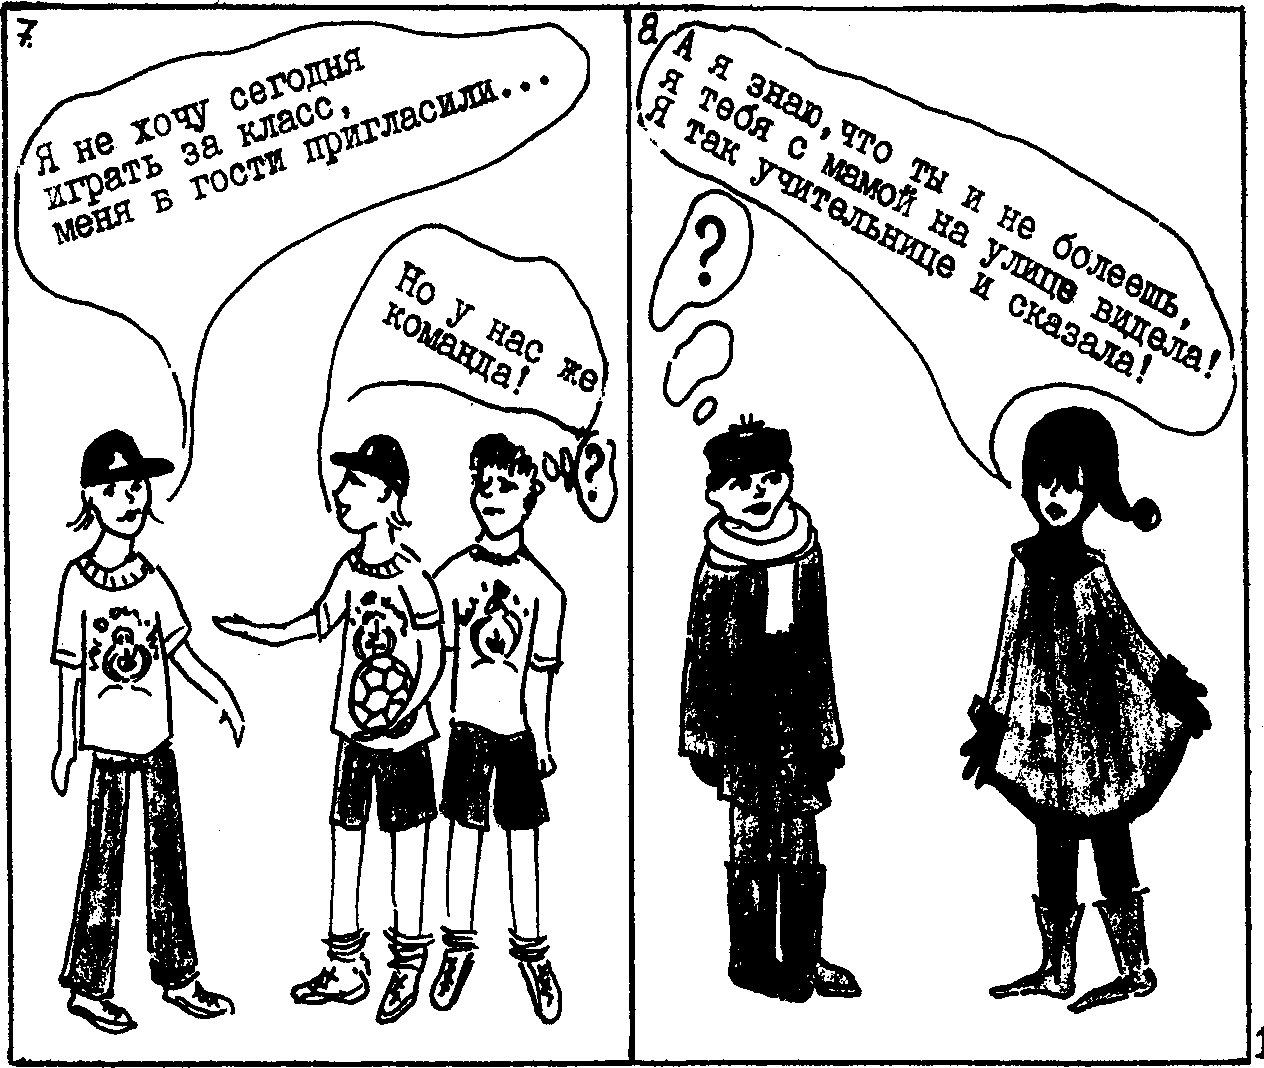 7.
Я не хочу сегодня
играть за класс,
меня в гости пригласили...
Но у нас же
команда!
?
8
А я знаю, что ты и не болеешь,
я тебя с мамой на улице видела!
Я так учительнице и сказала!
?
1